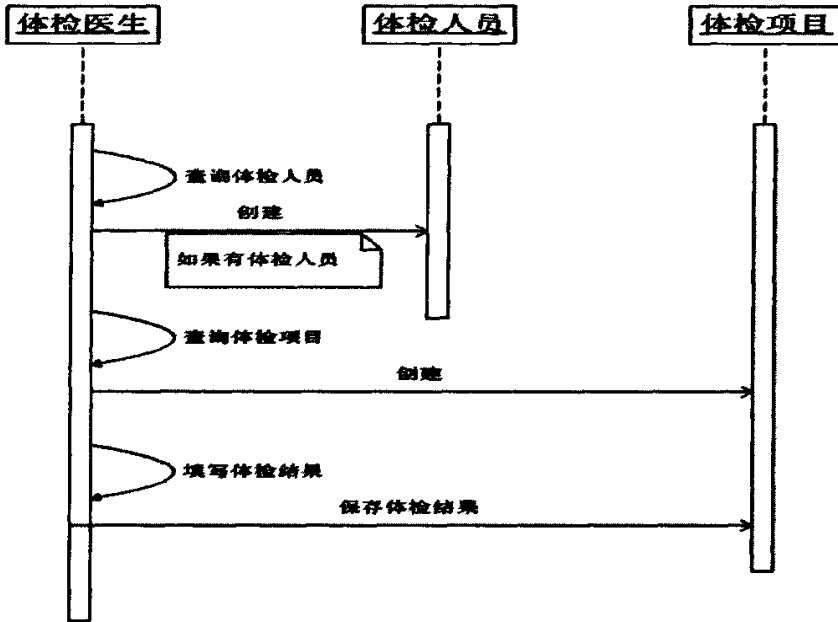 体检医生
体检人员
体检项目
查询体检人员
创建
如果有体检人员
查询体检项目
创建
填写体检结果
保存体检结果